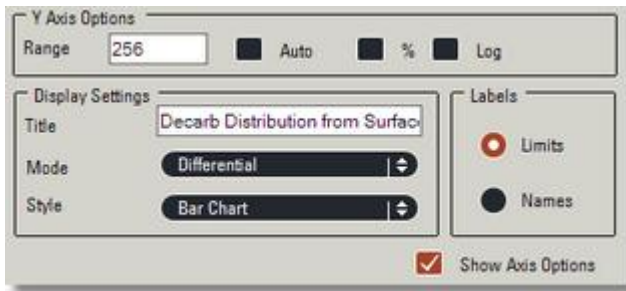 Y Axis Options
Range 256 Auto % Log
Display Settings
Title Decarb Distribution from Surfac
Mode Differential
Style Bar Chart
Labels
Limits
Names
Show Axis Options